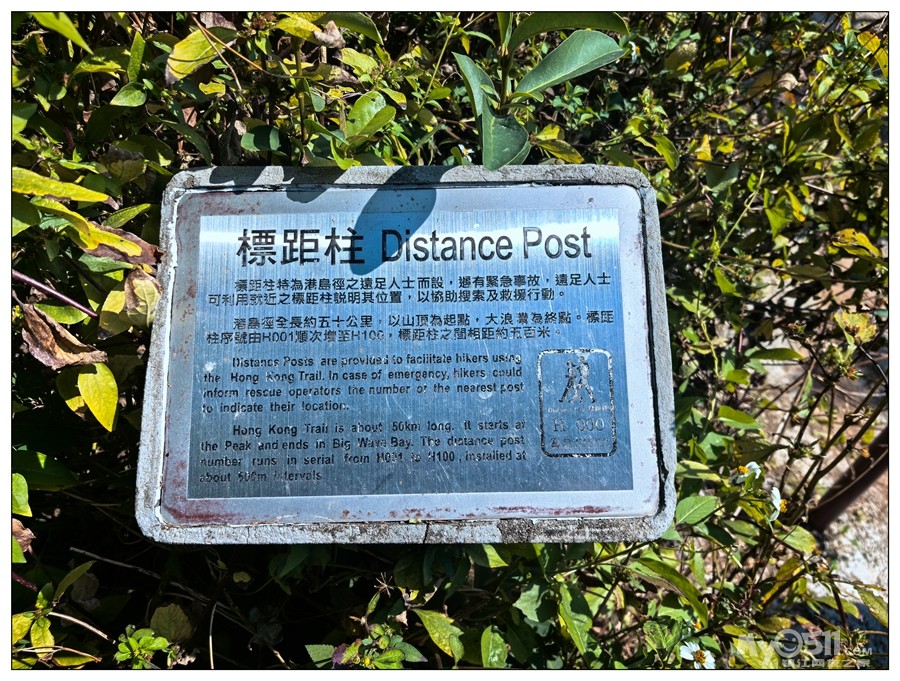 標距柱 Distance Post
標距柱特為港島徑之遠足人士而設，遇有緊急事故，遠足人士
可利用就近之標距柱説明其位置，以協助搜索及救援行動。
港島徑全長約五十公里，以山頂為起點，大浪灣為終點。標距
柱序號由H001順次增至H100，標距柱之間相距約五百米。
Distance Posts are provided to facilitate hikers using
the Hong Kong Trail. In case of emergency, hikers could
inform rescue operators the number of the nearest post
to indicate their location.
Hong Kong Trail is about 50km long. It starts at
the Peak and ends in Big Wave Bay. The distance post
number runs in serial from H001 to H100, installed at
about 500m intervals.
H 000
My0511.COM